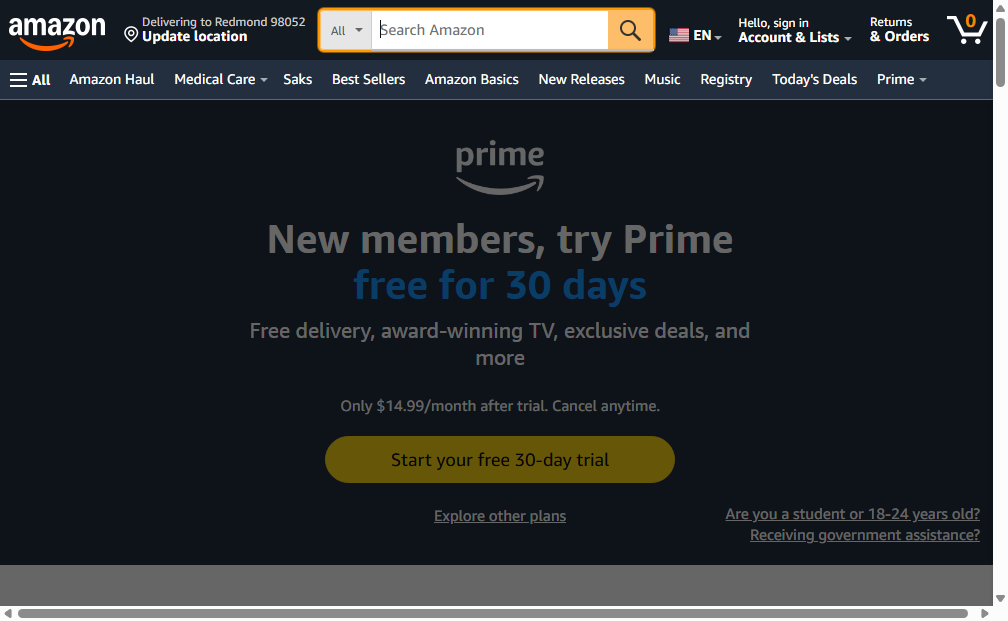 amazon
Delivering to Redmond 98052
Update location
All
Search Amazon
EN
Hello, sign in
Account & Lists
Returns
& Orders
0
All
Amazon Haul
Medical Care
Saks
Best Sellers
Amazon Basics
New Releases
Music
Registry
Today's Deals
Prime
prime
New members, try Prime
free for 30 days
Free delivery, award-winning TV, exclusive deals, and
more
Only $14.99/month after trial. Cancel anytime.
Start your free 30-day trial
Explore other plans
Are you a student or 18-24 years old?
Receiving government assistance?